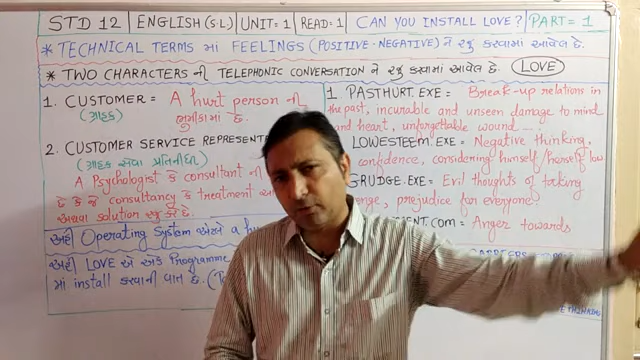 STD 12 ENGLISH (S.L) UNIT=1 READ=1 CAN YOU INSTALL LOVE? PART=1
* TECHNICAL TERMS માં FEELINGS (POSITIVE-NEGATIVE) ને રજુ કરવામાં આવેલ છે.
* TWO CHARACTERS ની TELEPHONIC CONVERSATION ને રજુ કરવામાં આવેલ છે. LOVE
1. CUSTOMER = A hurt person ની
(ગ્રાહક) ભુમીકામાં છે.
2. CUSTOMER SERVICE REPRESENT
(ગ્રાહક સેવા પ્રતિનીધી)
A Psychologist કે consultant ની
છે કે જે consultancy કે treatment
અથવા solution રજુ કરે છે.
અહીં Operating System એટલે
અહીં LOVE એ એક Programme
માં install કરવાની વાત છે.
1. PASTHURT.EXE = Break-up relations in
the past, incurable and unseen damage to mind
and heart, unforgettable wound...!
LOWESTEEM.EXE = Negative thinking,
confidence, considering himself/herself low
GRUDGE.EXE = Evil thoughts of taking
venge, prejudice for everyone.
MENT.COM = Anger towards